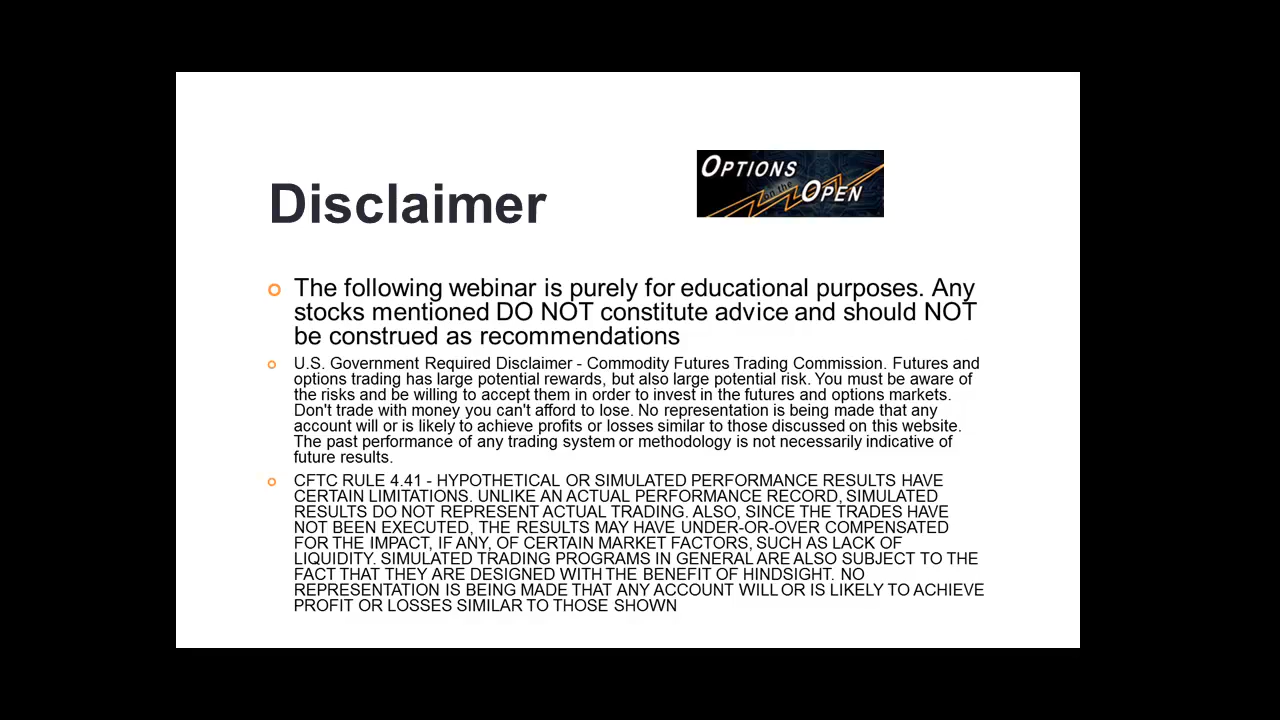 OPTIONS
on the
OPEN
Disclaimer
The following webinar is purely for educational purposes. Any
stocks mentioned DO NOT constitute advice and should NOT
be construed as recommendations
U.S. Government Required Disclaimer - Commodity Futures Trading Commission. Futures and
options trading has large potential rewards, but also large potential risk. You must be aware of
the risks and be willing to accept them in order to invest in the futures and options markets.
Don't trade with money you can't afford to lose. No representation is being made that any
account will or is likely to achieve profits or losses similar to those discussed on this website.
The past performance of any trading system or methodology is not necessarily indicative of
future results.
CFTC RULE 4.41 - HYPOTHETICAL OR SIMULATED PERFORMANCE RESULTS HAVE
CERTAIN LIMITATIONS. UNLIKE AN ACTUAL PERFORMANCE RECORD, SIMULATED
RESULTS DO NOT REPRESENT ACTUAL TRADING. ALSO, SINCE THE TRADES HAVE
NOT BEEN EXECUTED, THE RESULTS MAY HAVE UNDER-OR-OVER COMPENSATED
FOR THE IMPACT, IF ANY, OF CERTAIN MARKET FACTORS, SUCH AS LACK OF
LIQUIDITY. SIMULATED TRADING PROGRAMS IN GENERAL ARE ALSO SUBJECT TO THE
FACT THAT THEY ARE DESIGNED WITH THE BENEFIT OF HINDSIGHT. NO
REPRESENTATION IS BEING MADE THAT ANY ACCOUNT WILL OR IS LIKELY TO ACHIEVE
PROFIT OR LOSSES SIMILAR TO THOSE SHOWN